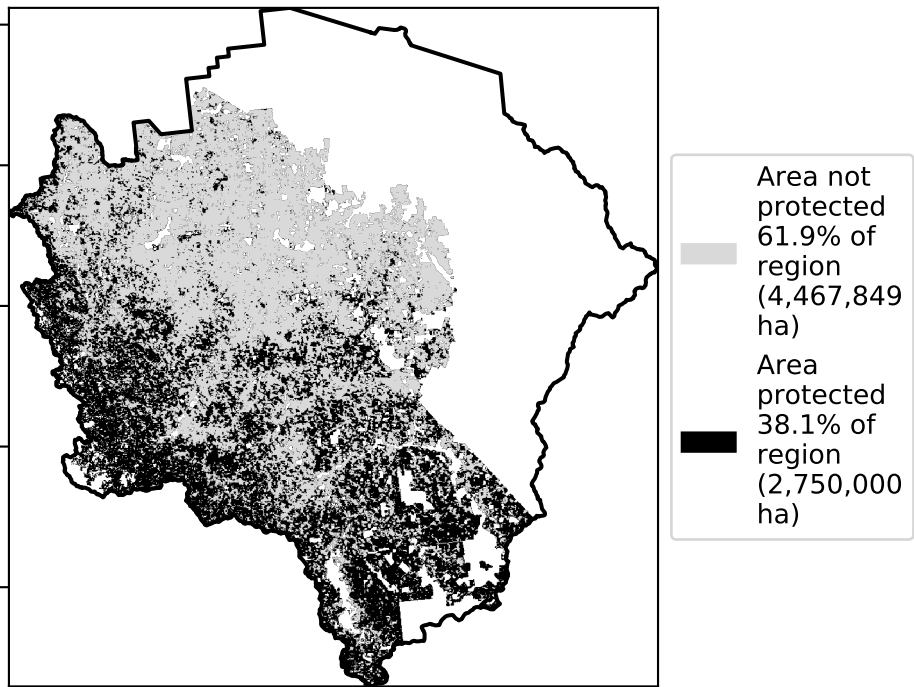 Area not
protected
61.9% of
region
(4,467,849
ha)
Area
protected
38.1% of
region
(2,750,000
ha)